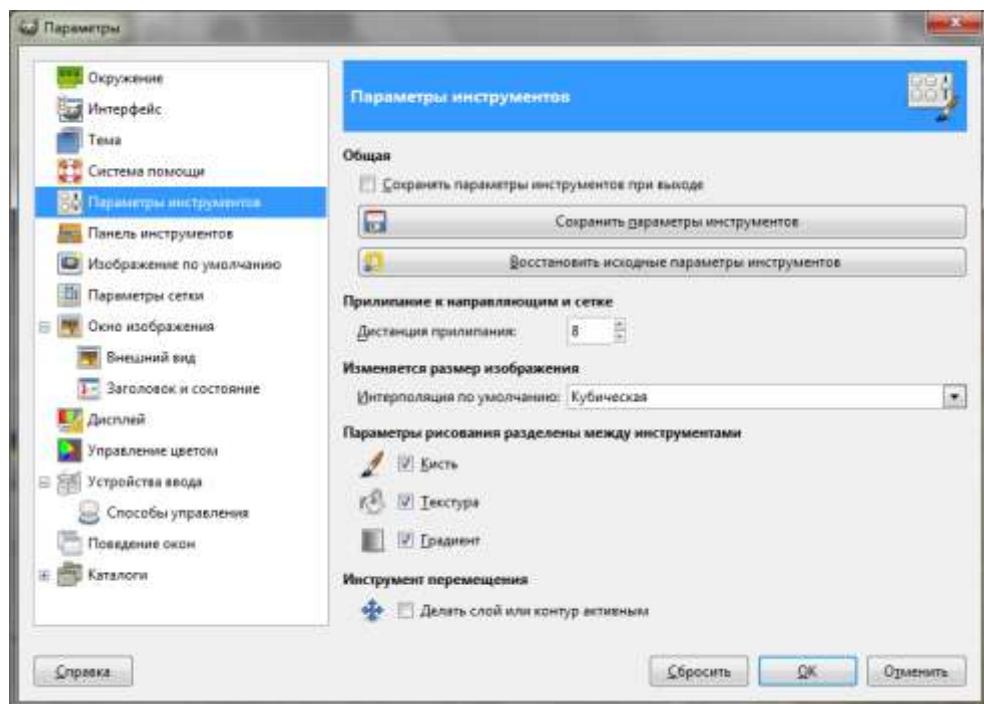 Параметры
Окружение
Интерфейс
Тема
Система помощи
Параметры инструментов
Панель инструментов
Изображение по умолчанию
Параметры сетки
Окно изображения
Внешний вид
Заголовок и состояние
Дисплей
Управление цветом
Устройства ввода
Способы управления
Поведение окон
Каталоги
Параметры инструментов
Общая
Сохранять параметры инструментов при выходе
Сохранить параметры инструментов
Восстановить исходные параметры инструментов
Прилипание к направляющим и сетке
Дистанция прилипания: 8
Изменяется размер изображения
Интерполяция по умолчанию: Кубическая
Параметры рисования разделены между инструментами
Кисть
Текстура
Градиент
Инструмент перемещения
Делать слой или контур активным
Справка
Сбросить
OK
Отменить